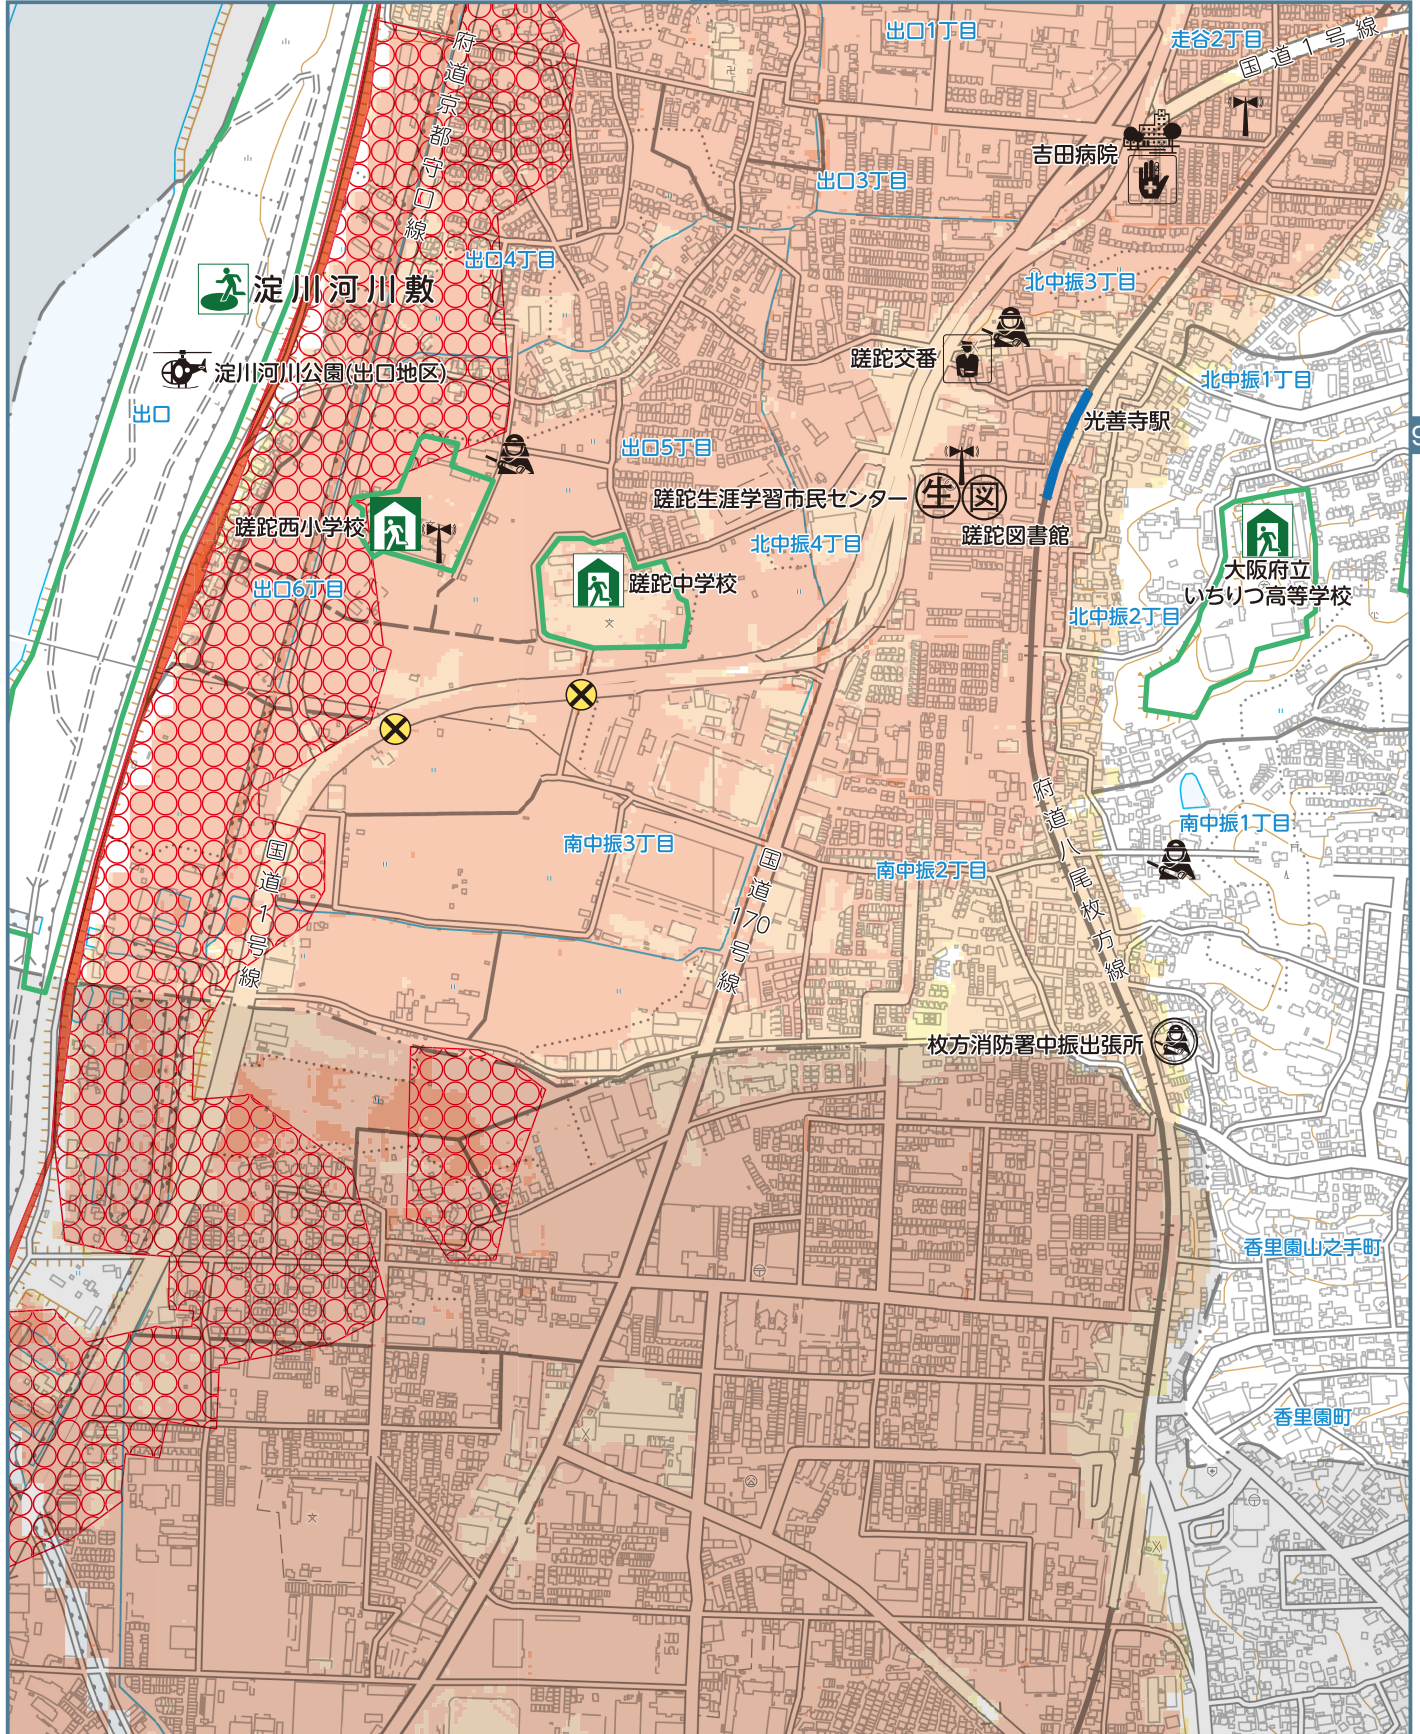 出口1丁目
走谷2丁目
国道1号線
府道京都守口線
吉田病院
出口3丁目
出口4丁目
淀川河川敷
北中振3丁目
蹉跎交番
淀川河川公園(出口地区)
北中振1丁目
出口
光善寺駅
9
出口5丁目
蹉跎生涯学習市民センター
生
図
蹉跎西小学校
蹉跎図書館
北中振4丁目
大阪府立
いちりつ高等学校
蹉跎中学校
出口6丁目
北中振2丁目
府道八尾枚方線
南中振1丁目
南中振3丁目
国道1号線
国道170号線
南中振2丁目
枚方消防署中振出張所
香里園山之手町
香里園町